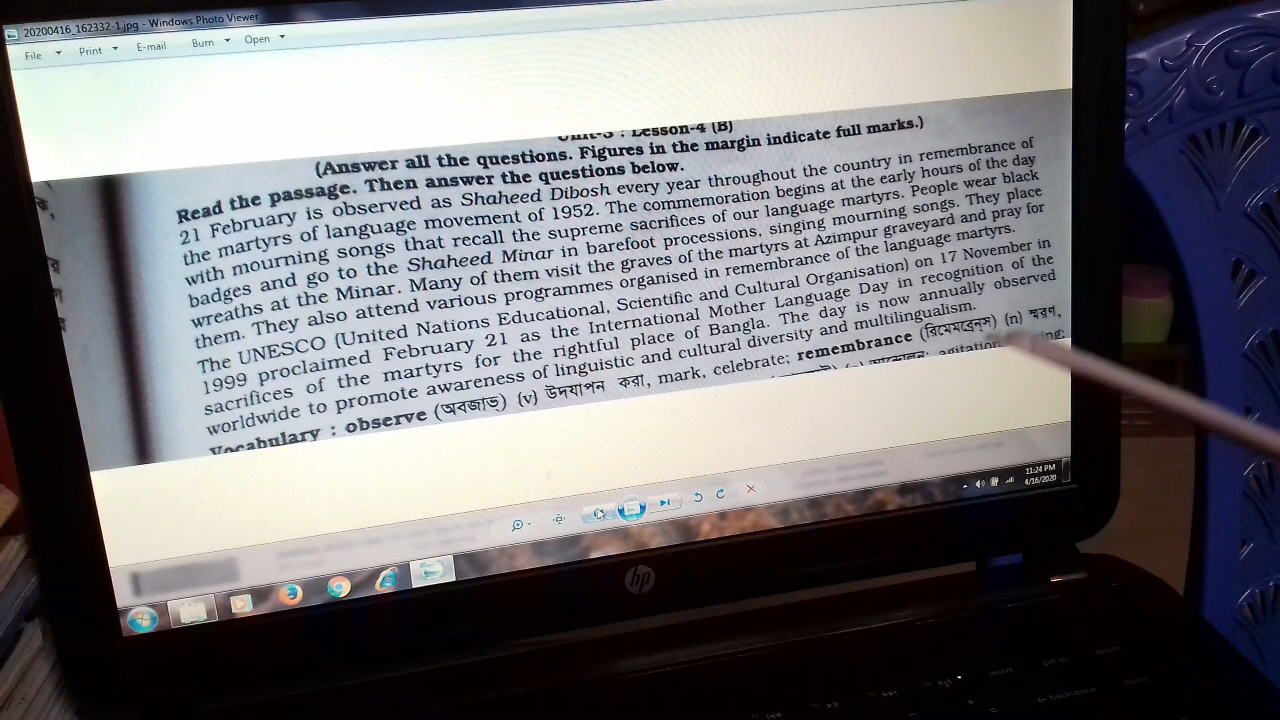 20200416_162332-1.jpg - Windows Photo Viewer
File Print E-mail Burn Open
Lesson-4 (B)
(Answer all the questions. Figures in the margin indicate full marks.)
Read the passage. Then answer the questions below.
21 February is observed as Shaheed Dibosh every year throughout the country in remembrance of
the martyrs of language movement of 1952. The commemoration begins at the early hours of the day
with mourning songs that recall the supreme sacrifices of our language martyrs. People wear black
badges and go to the Shaheed Minar in barefoot processions, singing mourning songs. They place
wreaths at the Minar. Many of them visit the graves of the martyrs at Azimpur graveyard and pray for
them. They also attend various programmes organised in remembrance of the language martyrs.
The UNESCO (United Nations Educational, Scientific and Cultural Organisation) on 17 November in
1999 proclaimed February 21 as the International Mother Language Day in recognition of the
sacrifices of the martyrs for the rightful place of Bangla. The day is now annually observed
worldwide to promote awareness of linguistic and cultural diversity and multilingualism.
Vocabulary : observe (অবজাভ্) (v) উদযাপন করা, mark, celebrate; remembrance (রিমেমব্রেন্স) (n) স্মরণ,
agitation
11:24 PM
4/16/2020
hp
backspace